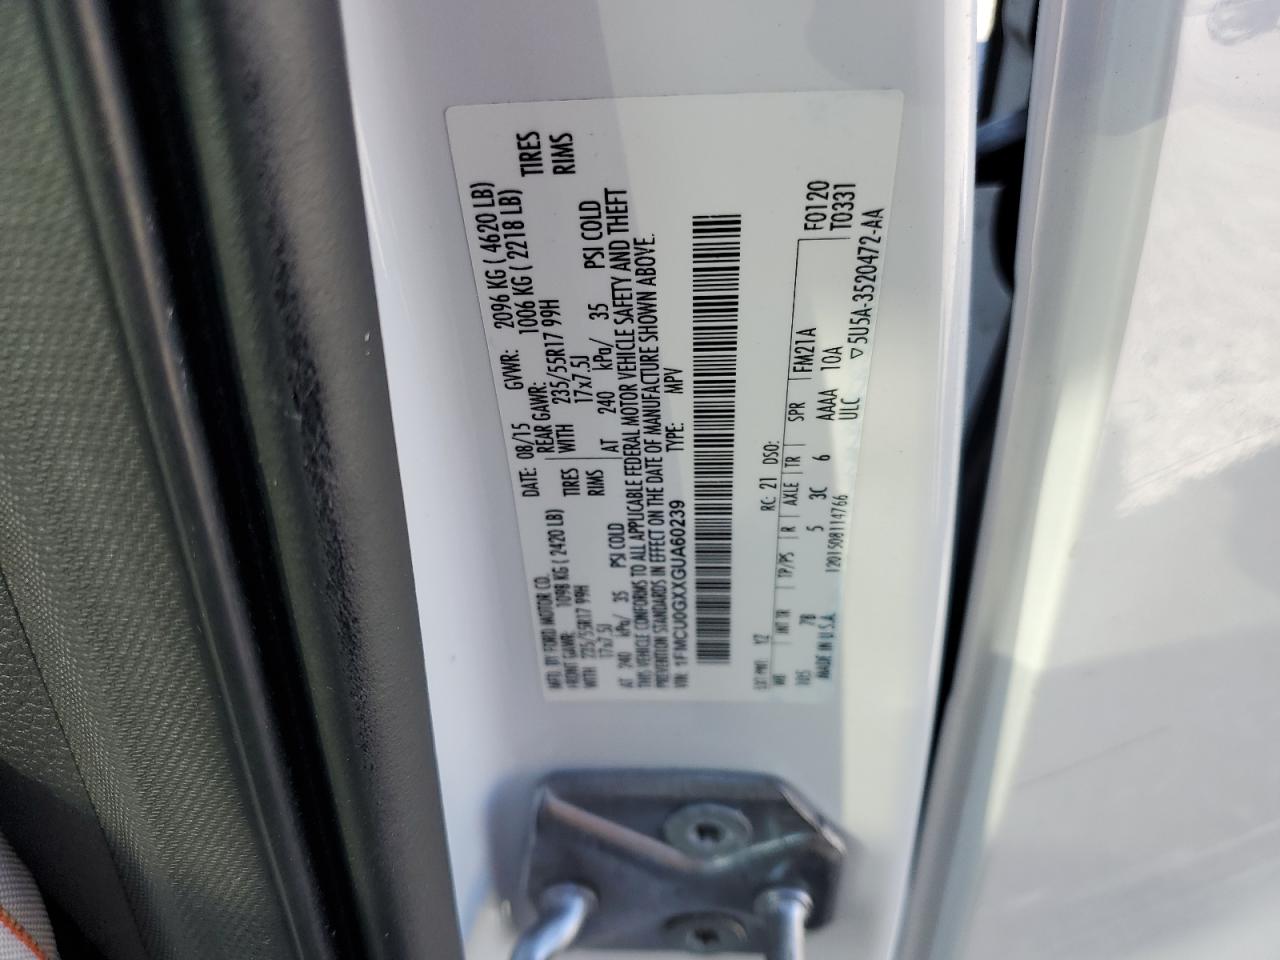 MFD. BY FORD MOTOR CO.
DATE: 08/15 GVWR: 2096 KG ( 4620 LB)
FRONT GAWR: 1098 KG ( 2420 LB) REAR GAWR: 1006 KG ( 2218 LB)
WITH 235/55R17 99H TIRES WITH 235/55R17 99H TIRES
17x7.5J RIMS 17x7.5J RIMS
AT 240 kPa/ 35 PSI COLD AT 240 kPa/ 35 PSI COLD
THIS VEHICLE CONFORMS TO ALL APPLICABLE FEDERAL MOTOR VEHICLE SAFETY AND THEFT
PREVENTION STANDARDS IN EFFECT ON THE DATE OF MANUFACTURE SHOWN ABOVE.
VIN: 1FMCU0GXXGUA60239 TYPE: MPV
EXT PNT: YZ RC: 21 DSO:
WB INT TR TP/PS R AXLE TR SPR FM21A F0120
105 7B 5 3C 6 AAAA 10A T0331
MADE IN U.S.A. 1201508114766 ULC ▽5U5A-3520472-AA